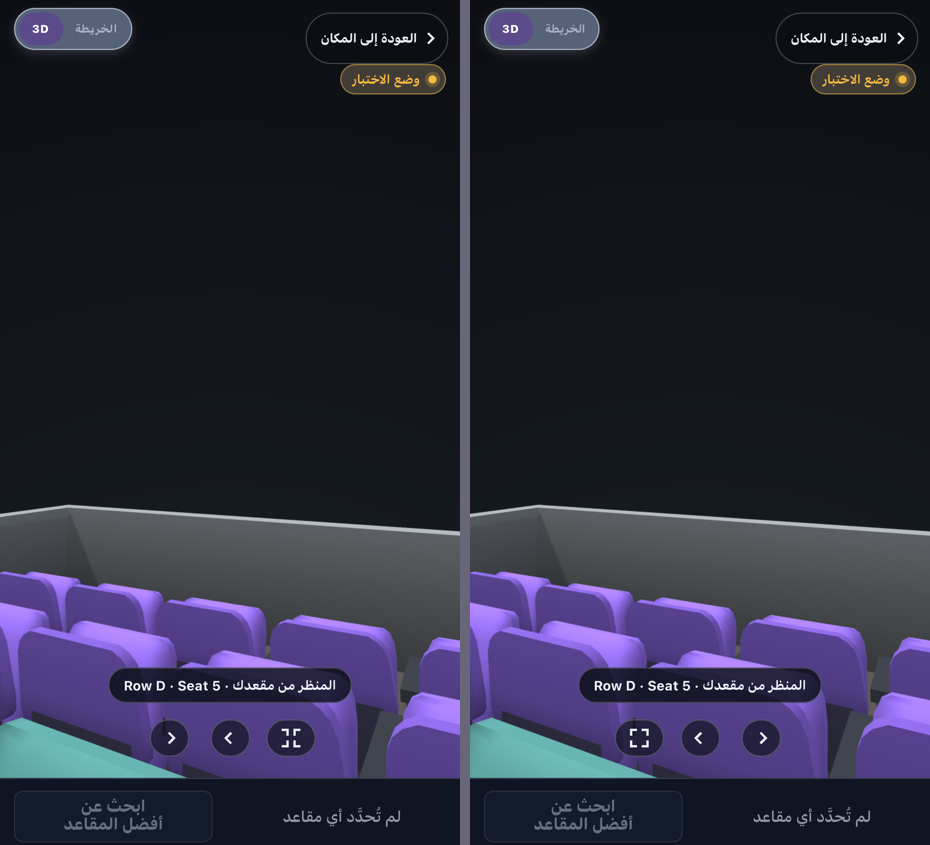 العودة إلى المكان
الخريطة
3D
وضع الاختبار
المنظر من مقعدك · Row D · Seat 5
لم تُحدَّد أي مقاعد
ابحث عن
أفضل المقاعد
العودة إلى المكان
الخريطة
3D
وضع الاختبار
المنظر من مقعدك · Row D · Seat 5
لم تُحدَّد أي مقاعد
ابحث عن
أفضل المقاعد